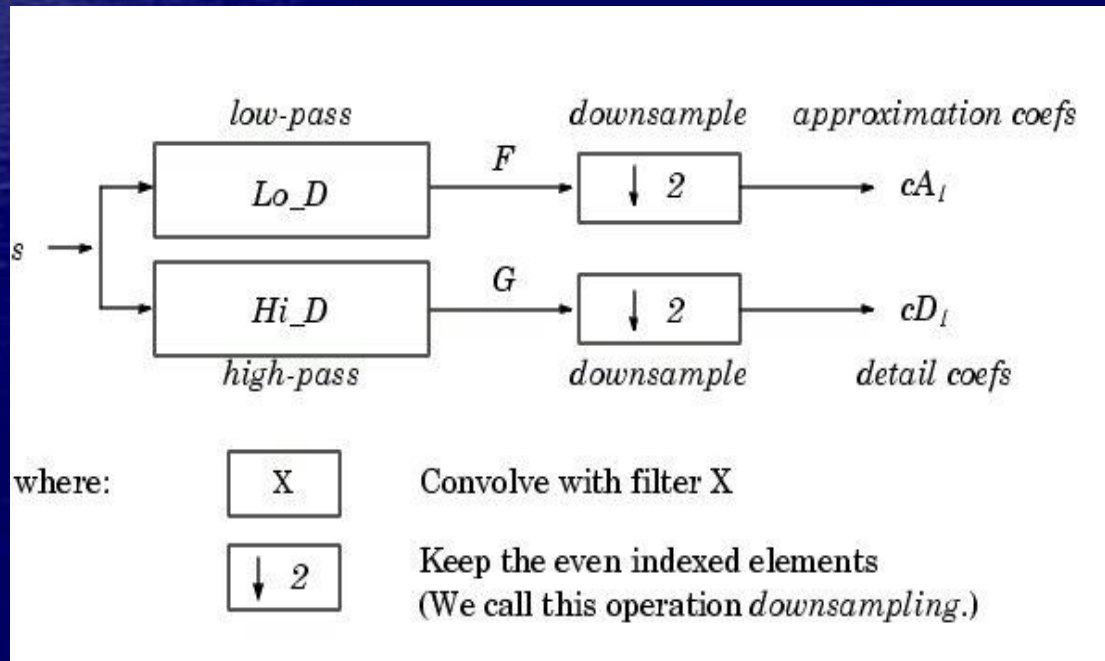 low-pass downsample approximation coefs
F
Lo_D ↓ 2 cA₁
s
G
Hi_D ↓ 2 cD₁
high-pass downsample detail coefs
where: X Convolve with filter X
↓ 2 Keep the even indexed elements
(We call this operation downsampling.)